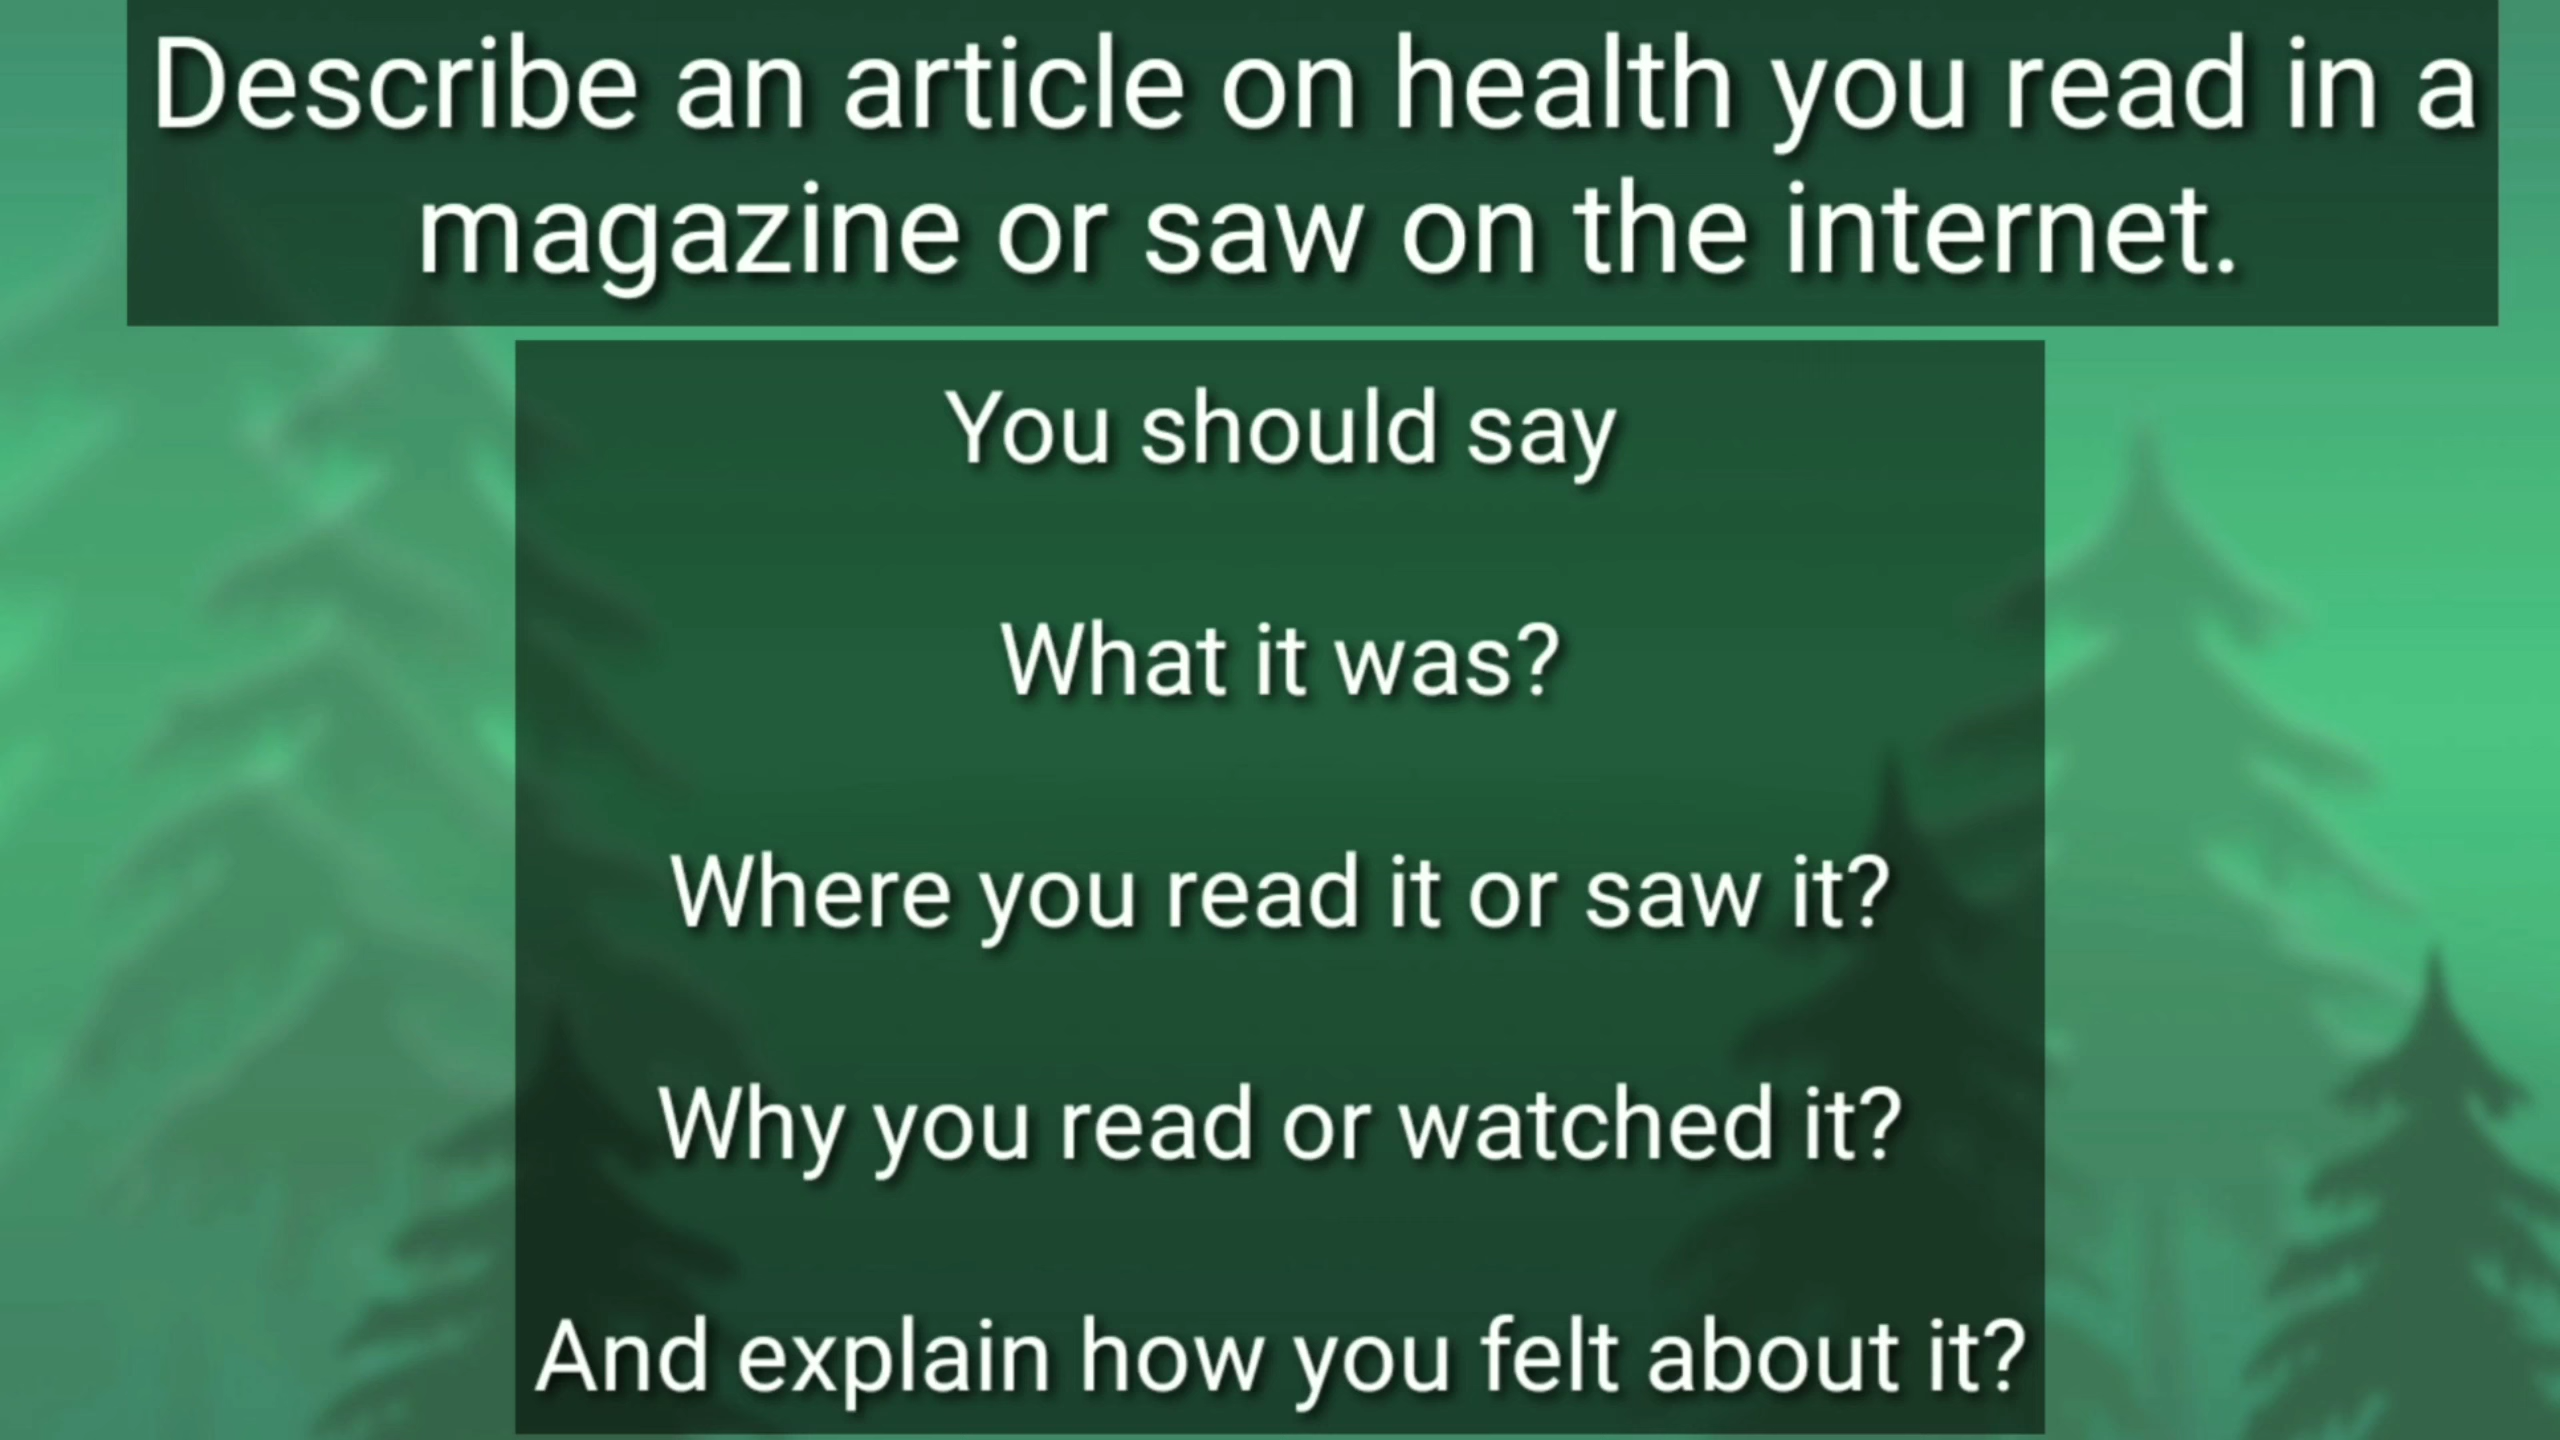 Describe an article on health you read in a
magazine or saw on the internet.
You should say
What it was?
Where you read it or saw it?
Why you read or watched it?
And explain how you felt about it?